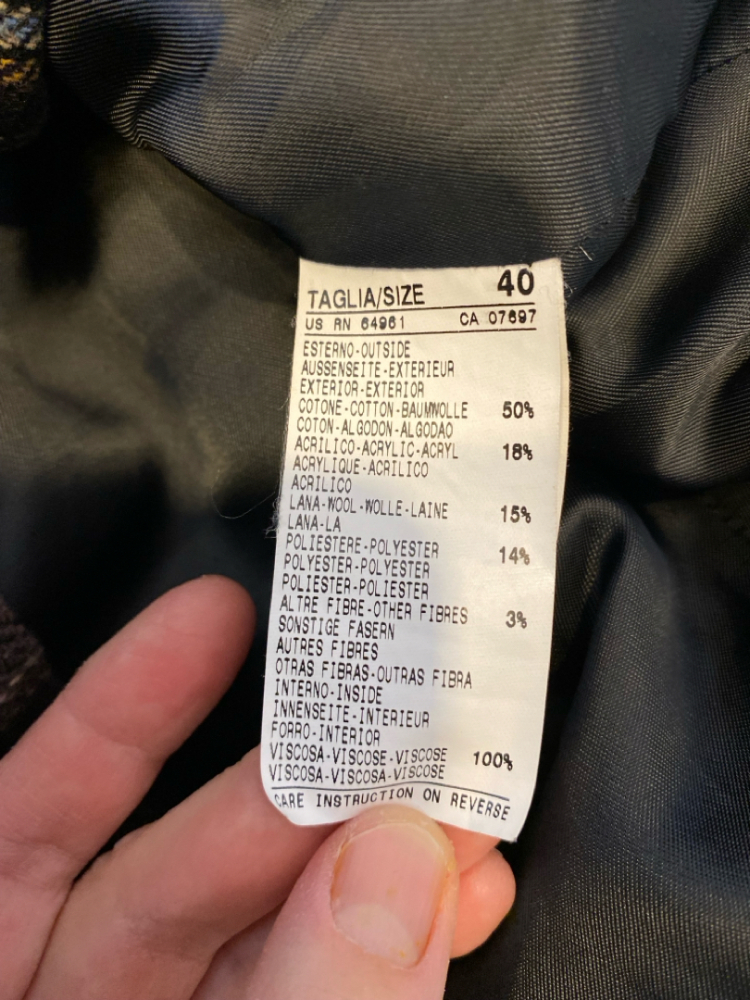 TAGLIA/SIZE 40
US RN 64961 CA 07697
ESTERNO-OUTSIDE
AUSSENSEITE-EXTERIEUR
EXTERIOR-EXTERIOR
COTONE-COTTON-BAUMWOLLE 50%
COTON-ALGODON-ALGODAO
ACRILICO-ACRYLIC-ACRYL 18%
ACRYLIQUE-ACRILICO
ACRILICO
LANA-WOOL-WOLLE-LAINE 15%
LANA-LA
POLIESTERE-POLYESTER 14%
POLYESTER-POLYESTER
POLIESTER-POLIESTER
ALTRE FIBRE-OTHER FIBRES 3%
SONSTIGE FASERN
AUTRES FIBRES
OTRAS FIBRAS-OUTRAS FIBRA
INTERNO-INSIDE
INNENSEITE-INTERIEUR
FORRO-INTERIOR
VISCOSA-VISCOSE-VISCOSE 100%
VISCOSA-VISCOSA-VISCOSE
CARE INSTRUCTION ON REVERSE